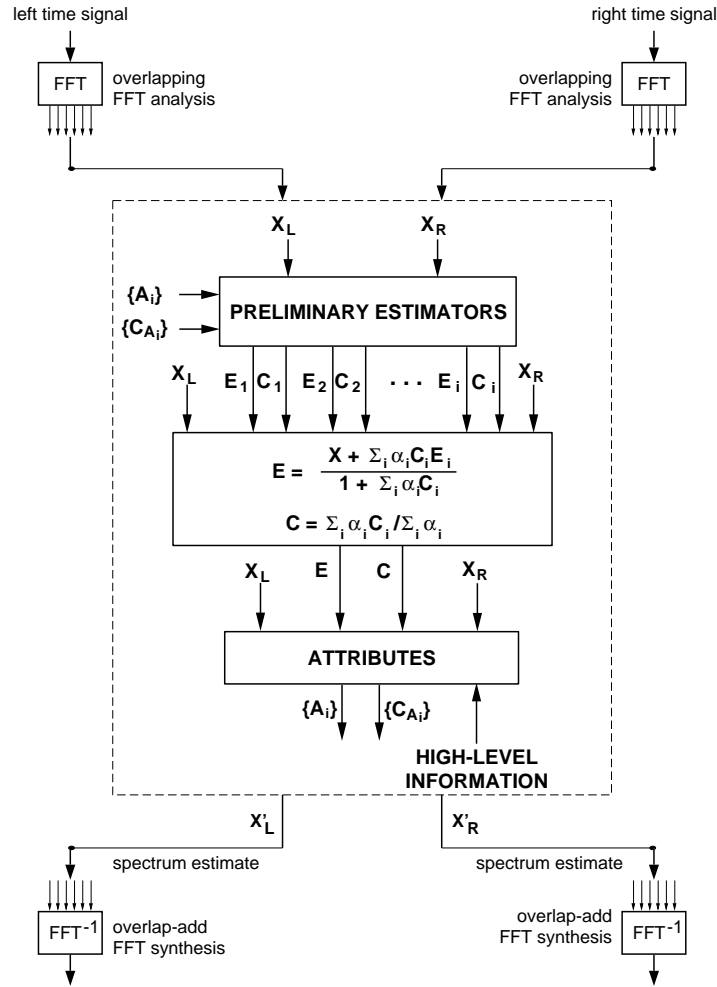 left time signal
right time signal
FFT
overlapping
FFT analysis
overlapping
FFT analysis
FFT
X_L
X_R
{A_i}
{C_A_i}
PRELIMINARY ESTIMATORS
X_L
E_1 C_1 E_2 C_2 . . . E_i C_i
X_R
E = (X + Σ_i α_i C_i E_i) / (1 + Σ_i α_i C_i)
C = Σ_i α_i C_i / Σ_i α_i
X_L
E
C
X_R
ATTRIBUTES
{A_i}
{C_A_i}
HIGH-LEVEL
INFORMATION
X'_L
X'_R
spectrum estimate
spectrum estimate
FFT^-1
overlap-add
FFT synthesis
overlap-add
FFT synthesis
FFT^-1